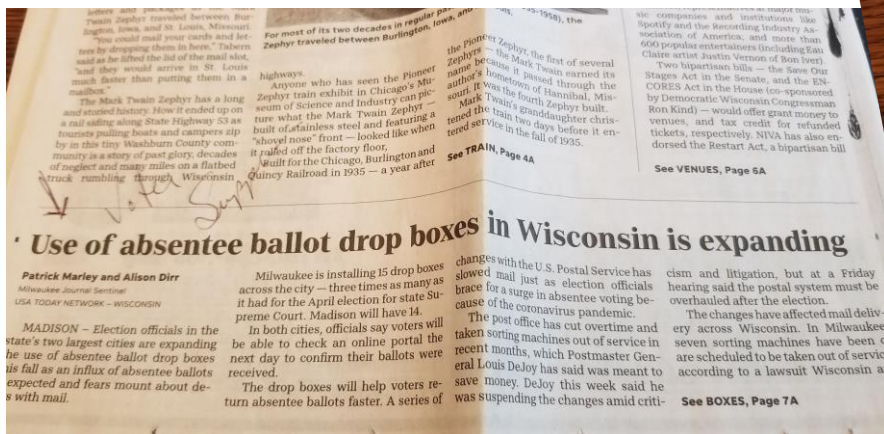 letters and packages in
Twain Zephyr traveled between Bur-
lington, Iowa, and St. Louis, Missouri.
"You could mail your cards and let-
ters by dropping them in here," Tabern
said as he lifted the lid of the mail slot,
"and they would arrive in St. Louis
much faster than putting them in a
mailbox."
The Mark Twain Zephyr has a long
and storied history. How it ended up on
a rail siding along State Highway 53 as
tourists pulling boats and campers zip
by in this tiny Washburn County com-
munity is a story of past glory, decades
of neglect and many miles on a flatbed
truck rumbling through Wisconsin
For most of its two decades in regular
Zephyr traveled between Burlington, Iowa, and
highways.
Anyone who has seen the Pioneer
Zephyr train exhibit in Chicago's Mu-
seum of Science and Industry can pic-
ture what the Mark Twain Zephyr —
built of stainless steel and featuring a
"shovel nose" front — looked like when
it rolled off the factory floor,
Built for the Chicago, Burlington and
Quincy Railroad in 1935 — a year after
-1958), the
the Pioneer Zephyr, the first of several
Zephyrs — the Mark Twain earned its
name because it passed through the
author's hometown of Hannibal, Mis-
souri. It was the fourth Zephyr built.
Mark Twain's granddaughter chris-
tened the train two days before it en-
tered service in the fall of 1935.
See TRAIN, Page 4A
sic companies and institutions like
Spotify and the Recording Industry As-
sociation of America, and more than
600 popular entertainers (including Eau
Claire artist Justin Vernon of Bon Iver).
Two bipartisan bills — the Save Our
Stages Act in the Senate, and the EN-
CORES Act in the House (co-sponsored
by Democratic Wisconsin Congressman
Ron Kind) — would offer grant money to
venues, and tax credit for refunded
tickets, respectively. NIVA has also en-
dorsed the Restart Act, a bipartisan bill
See VENUES, Page 6A
Voter
Use of absentee ballot drop boxes in Wisconsin is expanding
Patrick Marley and Alison Dirr
Milwaukee Journal Sentinel
USA TODAY NETWORK – WISCONSIN
MADISON – Election officials in the
state's two largest cities are expanding
he use of absentee ballot drop boxes
his fall as an influx of absentee ballots
expected and fears mount about de-
s with mail.
Milwaukee is installing 15 drop boxes
across the city — three times as many as
it had for the April election for state Su-
preme Court. Madison will have 14.
In both cities, officials say voters will
be able to check an online portal the
next day to confirm their ballots were
received.
The drop boxes will help voters re-
turn absentee ballots faster. A series of
changes with the U.S. Postal Service has
slowed mail just as election officials
brace for a surge in absentee voting be-
cause of the coronavirus pandemic.
The post office has cut overtime and
taken sorting machines out of service in
recent months, which Postmaster Gen-
eral Louis DeJoy has said was meant to
save money. DeJoy this week said he
was suspending the changes amid criti-
cism and litigation, but at a Friday
hearing said the postal system must be
overhauled after the election.
The changes have affected mail deliv-
ery across Wisconsin. In Milwaukee
seven sorting machines have been
are scheduled to be taken out of servic
according to a lawsuit Wisconsin a
See BOXES, Page 7A